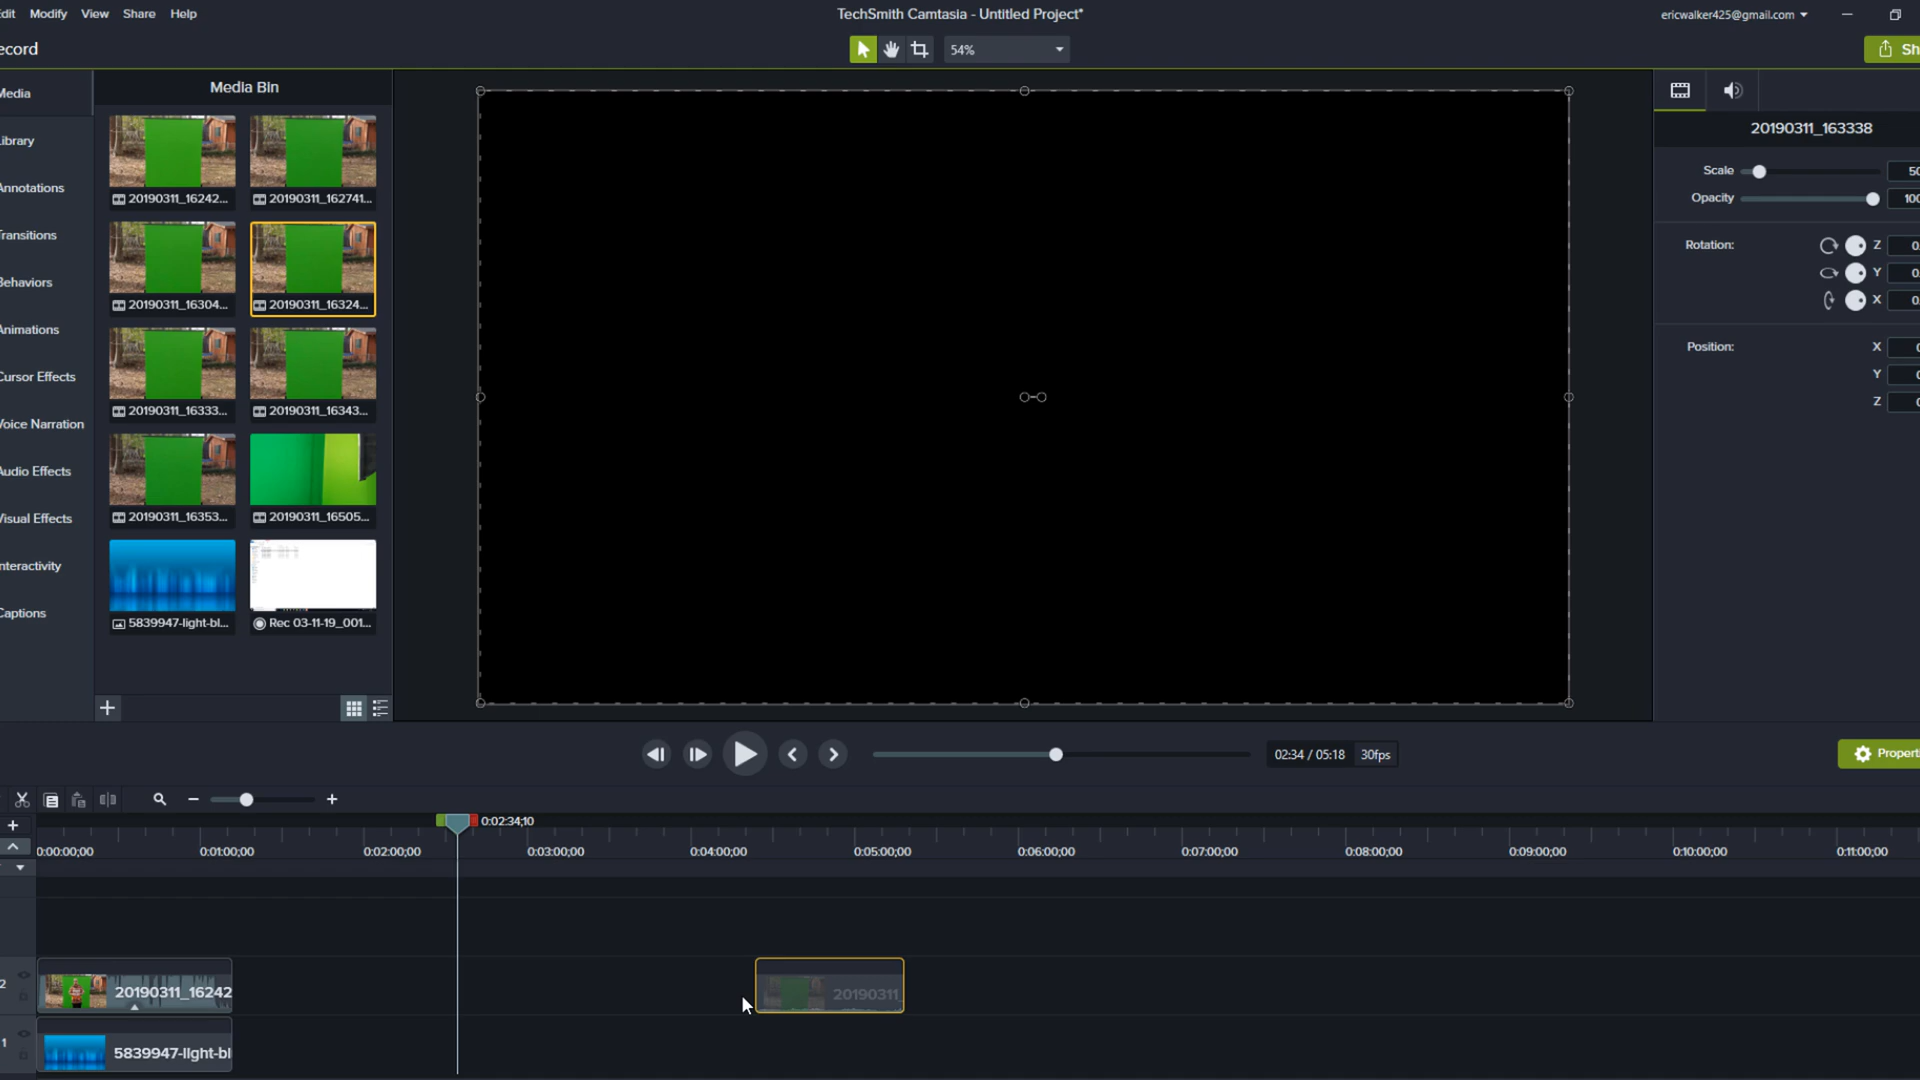 dit Modify View Share Help
TechSmith Camtasia - Untitled Project*
ericwalker425@gmail.com
ecord
54%
Sh
Media
Library
Annotations
Transitions
Behaviors
Animations
Cursor Effects
Voice Narration
Audio Effects
Visual Effects
Interactivity
Captions
Media Bin
20190311_16242... 20190311_162741...
20190311_16304... 20190311_16324...
20190311_16333... 20190311_16343...
20190311_16353... 20190311_16505...
5839947-light-bl... Rec 03-11-19_001...
20190311_163338
Scale 50
Opacity 100
Rotation: Z 0.
Y 0.
X 0.
Position: X 0
Y 0
Z 0
02:34 / 05:18 30fps
Properti
0:02:34;10
0:00:00;00 0:01:00;00 0:02:00;00 0:03:00;00 0:04:00;00 0:05:00;00 0:06:00;00 0:07:00;00 0:08:00;00 0:09:00;00 0:10:00;00 0:11:00;00
2 20190311_16242 20190311_
1 5839947-light-bl